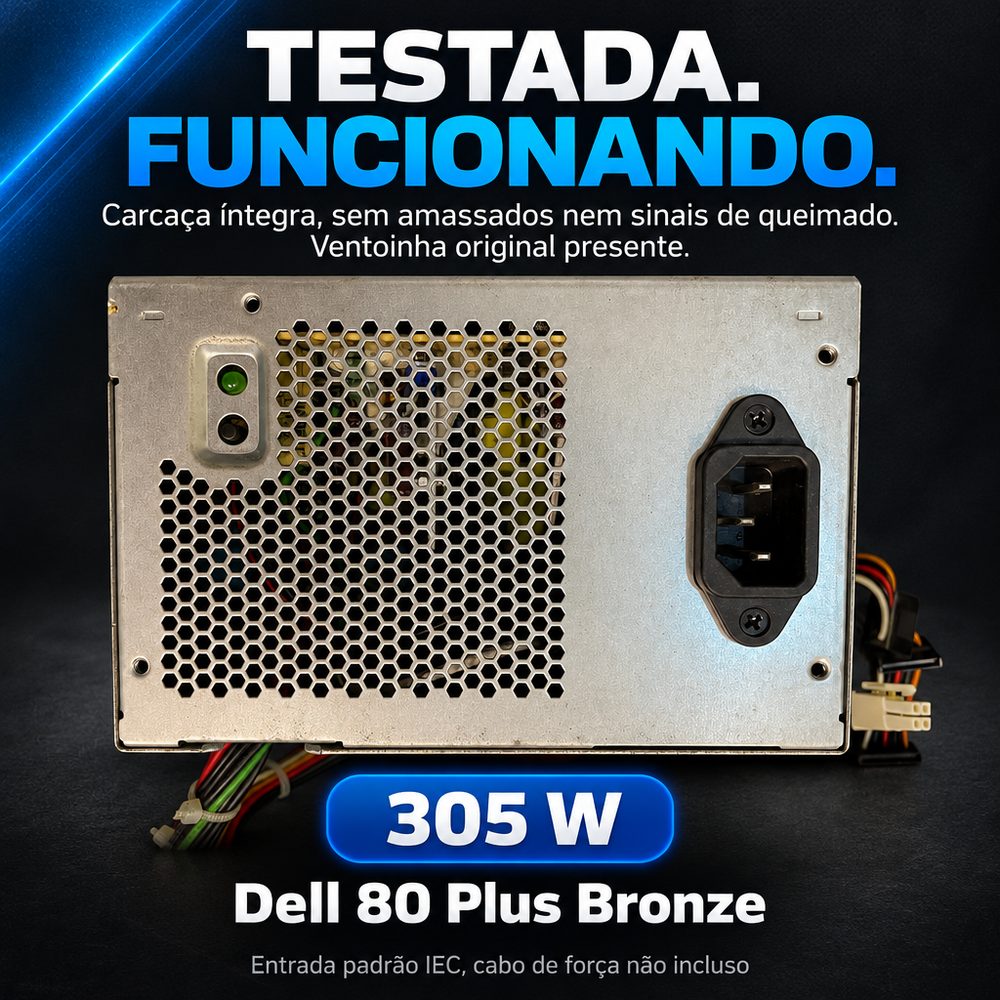 TESTADA.
FUNCIONANDO.
Carcaça íntegra, sem amassados nem sinais de queimado.
Ventoinha original presente.
305 W
Dell 80 Plus Bronze
Entrada padrão IEC, cabo de força não incluso